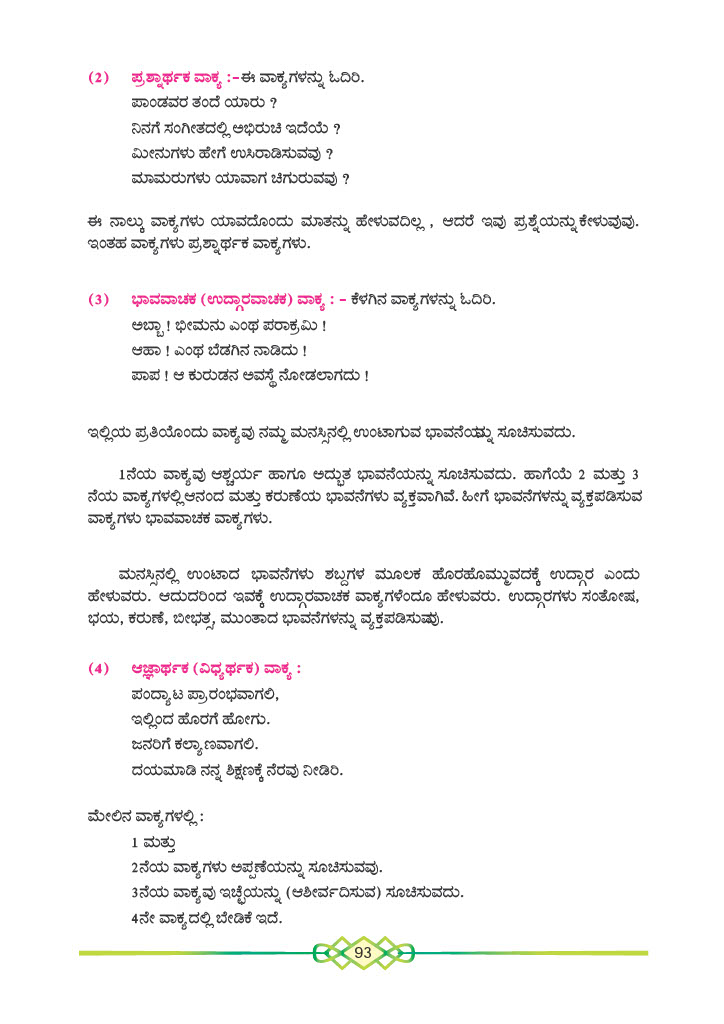 (2) ಪ್ರಶ್ನಾರ್ಥಕ ವಾಕ್ಯ :-ಈ ವಾಕ್ಯಗಳನ್ನು ಓದಿರಿ.
ಪಾಂಡವರ ತಂದೆ ಯಾರು ?
ನಿನಗೆ ಸಂಗೀತದಲ್ಲಿ ಅಭಿರುಚಿ ಇದೆಯೆ ?
ಮೀನುಗಳು ಹೇಗೆ ಉಸಿರಾಡಿಸುವವು ?
ಮಾಮರುಗಳು ಯಾವಾಗ ಚಿಗುರುವವು ?
ಈ ನಾಲ್ಕು ವಾಕ್ಯಗಳು ಯಾವದೊಂದು ಮಾತನ್ನು ಹೇಳುವದಿಲ್ಲ , ಆದರೆ ಇವು ಪ್ರಶ್ನೆಯನ್ನು ಕೇಳುವುವು.
ಇಂತಹ ವಾಕ್ಯಗಳು ಪ್ರಶ್ನಾರ್ಥಕ ವಾಕ್ಯಗಳು.
(3) ಭಾವವಾಚಕ (ಉದ್ಗಾರವಾಚಕ) ವಾಕ್ಯ : - ಕೆಳಗಿನ ವಾಕ್ಯಗಳನ್ನು ಓದಿರಿ.
ಅಬ್ಬಾ ! ಭೀಮನು ಎಂಥ ಪರಾಕ್ರಮಿ !
ಆಹಾ ! ಎಂಥ ಬೆಡಗಿನ ನಾಡಿದು !
ಪಾಪ ! ಆ ಕುರುಡನ ಅವಸ್ಥೆ ನೋಡಲಾಗದು !
ಇಲ್ಲಿಯ ಪ್ರತಿಯೊಂದು ವಾಕ್ಯವು ನಮ್ಮ ಮನಸ್ಸಿನಲ್ಲಿ ಉಂಟಾಗುವ ಭಾವನೆಯನ್ನು ಸೂಚಿಸುವದು.
1ನೆಯ ವಾಕ್ಯವು ಆಶ್ಚರ್ಯ ಹಾಗೂ ಅದ್ಭುತ ಭಾವನೆಯನ್ನು ಸೂಚಿಸುವದು. ಹಾಗೆಯೆ 2 ಮತ್ತು 3
ನೆಯ ವಾಕ್ಯಗಳಲ್ಲಿ ಆನಂದ ಮತ್ತು ಕರುಣೆಯ ಭಾವನೆಗಳು ವ್ಯಕ್ತವಾಗಿವೆ. ಹೀಗೆ ಭಾವನೆಗಳನ್ನು ವ್ಯಕ್ತಪಡಿಸುವ
ವಾಕ್ಯಗಳು ಭಾವವಾಚಕ ವಾಕ್ಯಗಳು.
ಮನಸ್ಸಿನಲ್ಲಿ ಉಂಟಾದ ಭಾವನೆಗಳು ಶಬ್ದಗಳ ಮೂಲಕ ಹೊರಹೊಮ್ಮುವದಕ್ಕೆ ಉದ್ಗಾರ ಎಂದು
ಹೇಳುವರು. ಆದುದರಿಂದ ಇವಕ್ಕೆ ಉದ್ಗಾರವಾಚಕ ವಾಕ್ಯಗಳೆಂದೂ ಹೇಳುವರು. ಉದ್ಗಾರಗಳು ಸಂತೋಷ,
ಭಯ, ಕರುಣೆ, ಬೀಭತ್ಸ, ಮುಂತಾದ ಭಾವನೆಗಳನ್ನು ವ್ಯಕ್ತಪಡಿಸುವುವು.
(4) ಆಜ್ಞಾರ್ಥಕ (ವಿಧ್ಯರ್ಥಕ) ವಾಕ್ಯ :
ಪಂದ್ಯಾಟ ಪ್ರಾರಂಭವಾಗಲಿ,
ಇಲ್ಲಿಂದ ಹೊರಗೆ ಹೋಗು.
ಜನರಿಗೆ ಕಲ್ಯಾಣವಾಗಲಿ.
ದಯಮಾಡಿ ನನ್ನ ಶಿಕ್ಷಣಕ್ಕೆ ನೆರವು ನೀಡಿರಿ.
ಮೇಲಿನ ವಾಕ್ಯಗಳಲ್ಲಿ :
1 ಮತ್ತು
2ನೆಯ ವಾಕ್ಯಗಳು ಅಪ್ಪಣೆಯನ್ನು ಸೂಚಿಸುವವು.
3ನೆಯ ವಾಕ್ಯವು ಇಚ್ಛೆಯನ್ನು (ಆಶೀರ್ವದಿಸುವ) ಸೂಚಿಸುವದು.
4ನೇ ವಾಕ್ಯದಲ್ಲಿ ಬೇಡಿಕೆ ಇದೆ.
93